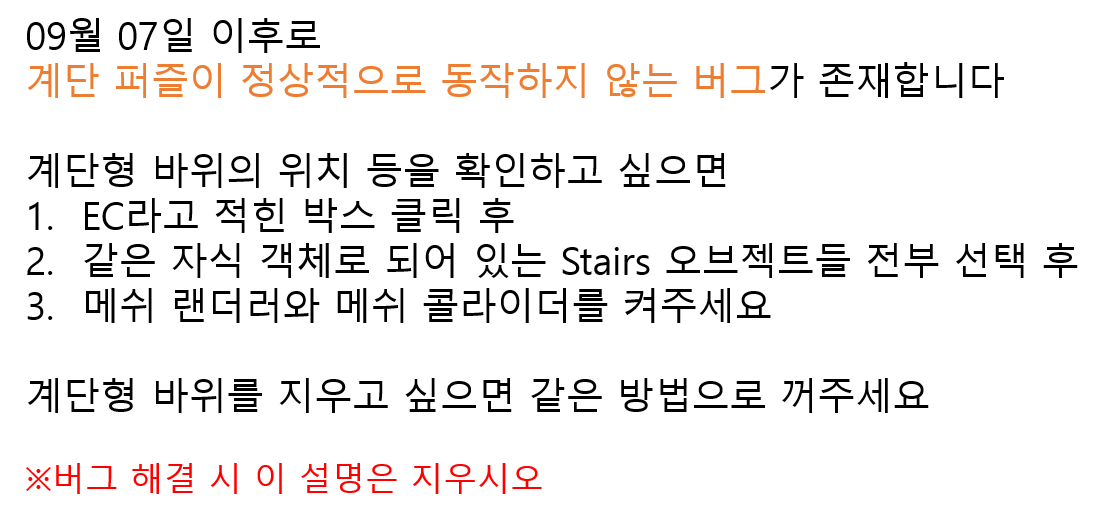 09월 07일 이후로
계단 퍼즐이 정상적으로 동작하지 않는 버그가 존재합니다
계단형 바위의 위치 등을 확인하고 싶으면
1. EC라고 적힌 박스 클릭 후
2. 같은 자식 객체로 되어 있는 Stairs 오브젝트들 전부 선택 후
3. 메쉬 랜더러와 메쉬 콜라이더를 켜주세요
계단형 바위를 지우고 싶으면 같은 방법으로 꺼주세요
※버그 해결 시 이 설명은 지우시오